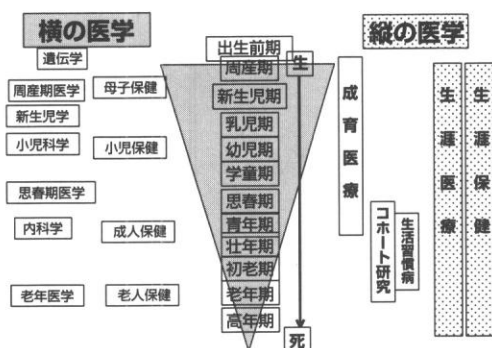 横の医学
縦の医学
遺伝学
周産期医学
母子保健
新生児学
小児科学
小児保健
思春期医学
内科学
成人保健
老年医学
老人保健
出生前期
周産期
新生児期
乳児期
幼児期
学童期
思春期
青年期
壮年期
初老期
老年期
高年期
生
死
成育医療
コホート研究
生活習慣病
生涯医療
生涯保健